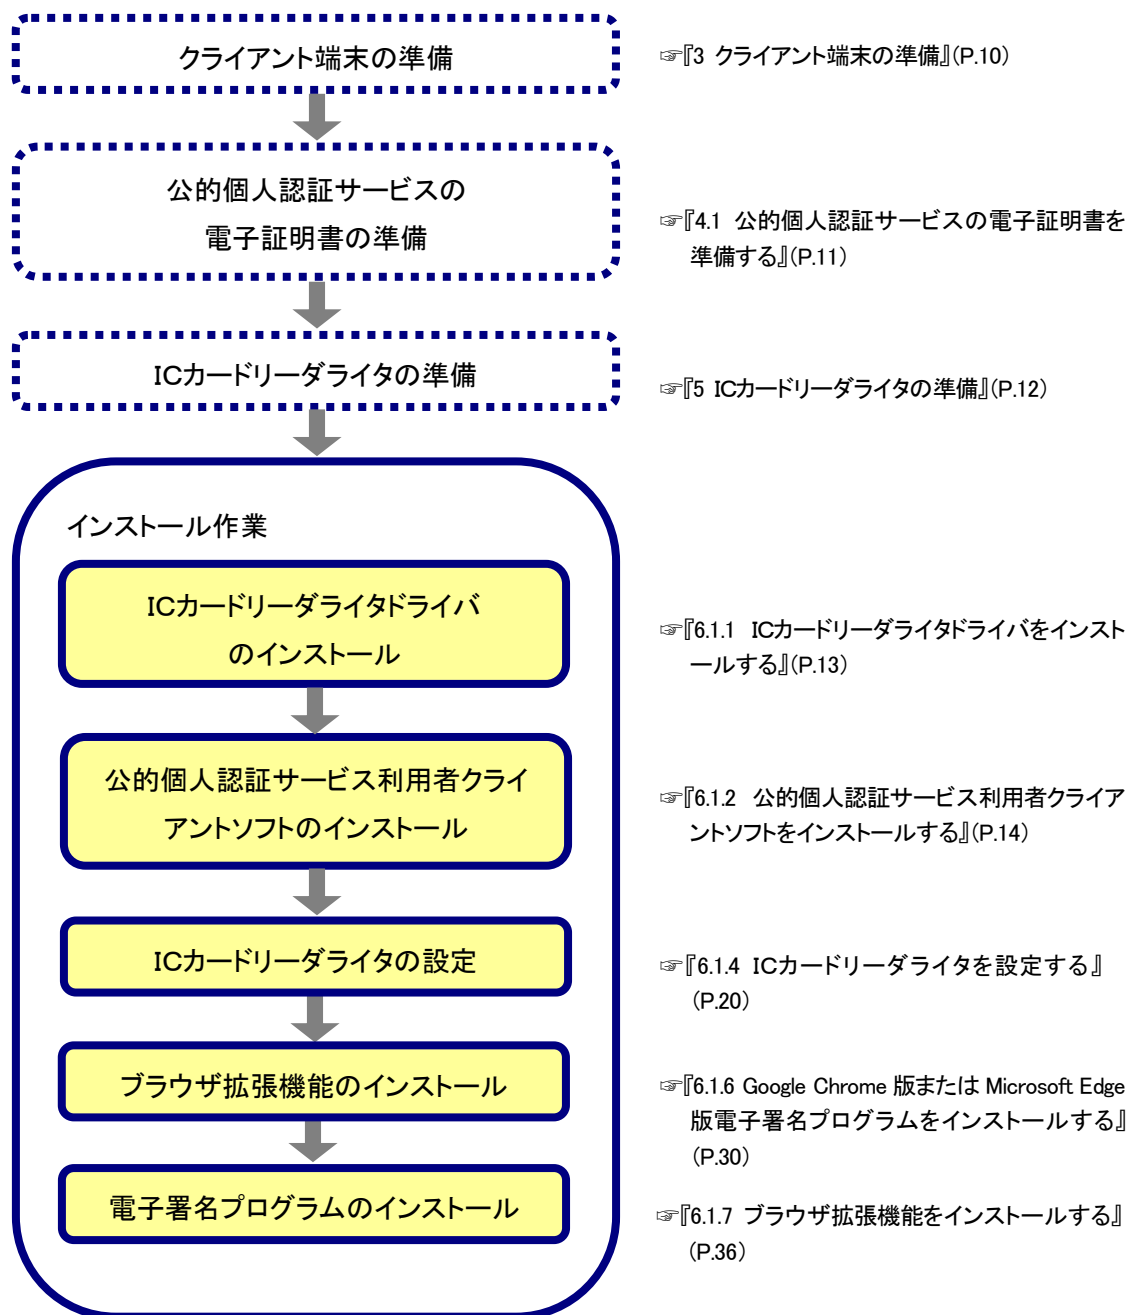 クライアント端末の準備
☞『3 クライアント端末の準備』(P.10)
公的個人認証サービスの
電子証明書の準備
☞『4.1 公的個人認証サービスの電子証明書を
準備する』(P.11)
ICカードリーダライタの準備
☞『5 ICカードリーダライタの準備』(P.12)
インストール作業
ICカードリーダライタドライバ
のインストール
☞『6.1.1 ICカードリーダライタドライバをインスト
ールする』(P.13)
公的個人認証サービス利用者クライ
アントソフトのインストール
☞『6.1.2 公的個人認証サービス利用者クライア
ントソフトをインストールする』(P.14)
ICカードリーダライタの設定
☞『6.1.4 ICカードリーダライタを設定する』
(P.20)
ブラウザ拡張機能のインストール
☞『6.1.6 Google Chrome 版または Microsoft Edge
版電子署名プログラムをインストールする』
(P.30)
電子署名プログラムのインストール
☞『6.1.7 ブラウザ拡張機能をインストールする』
(P.36)